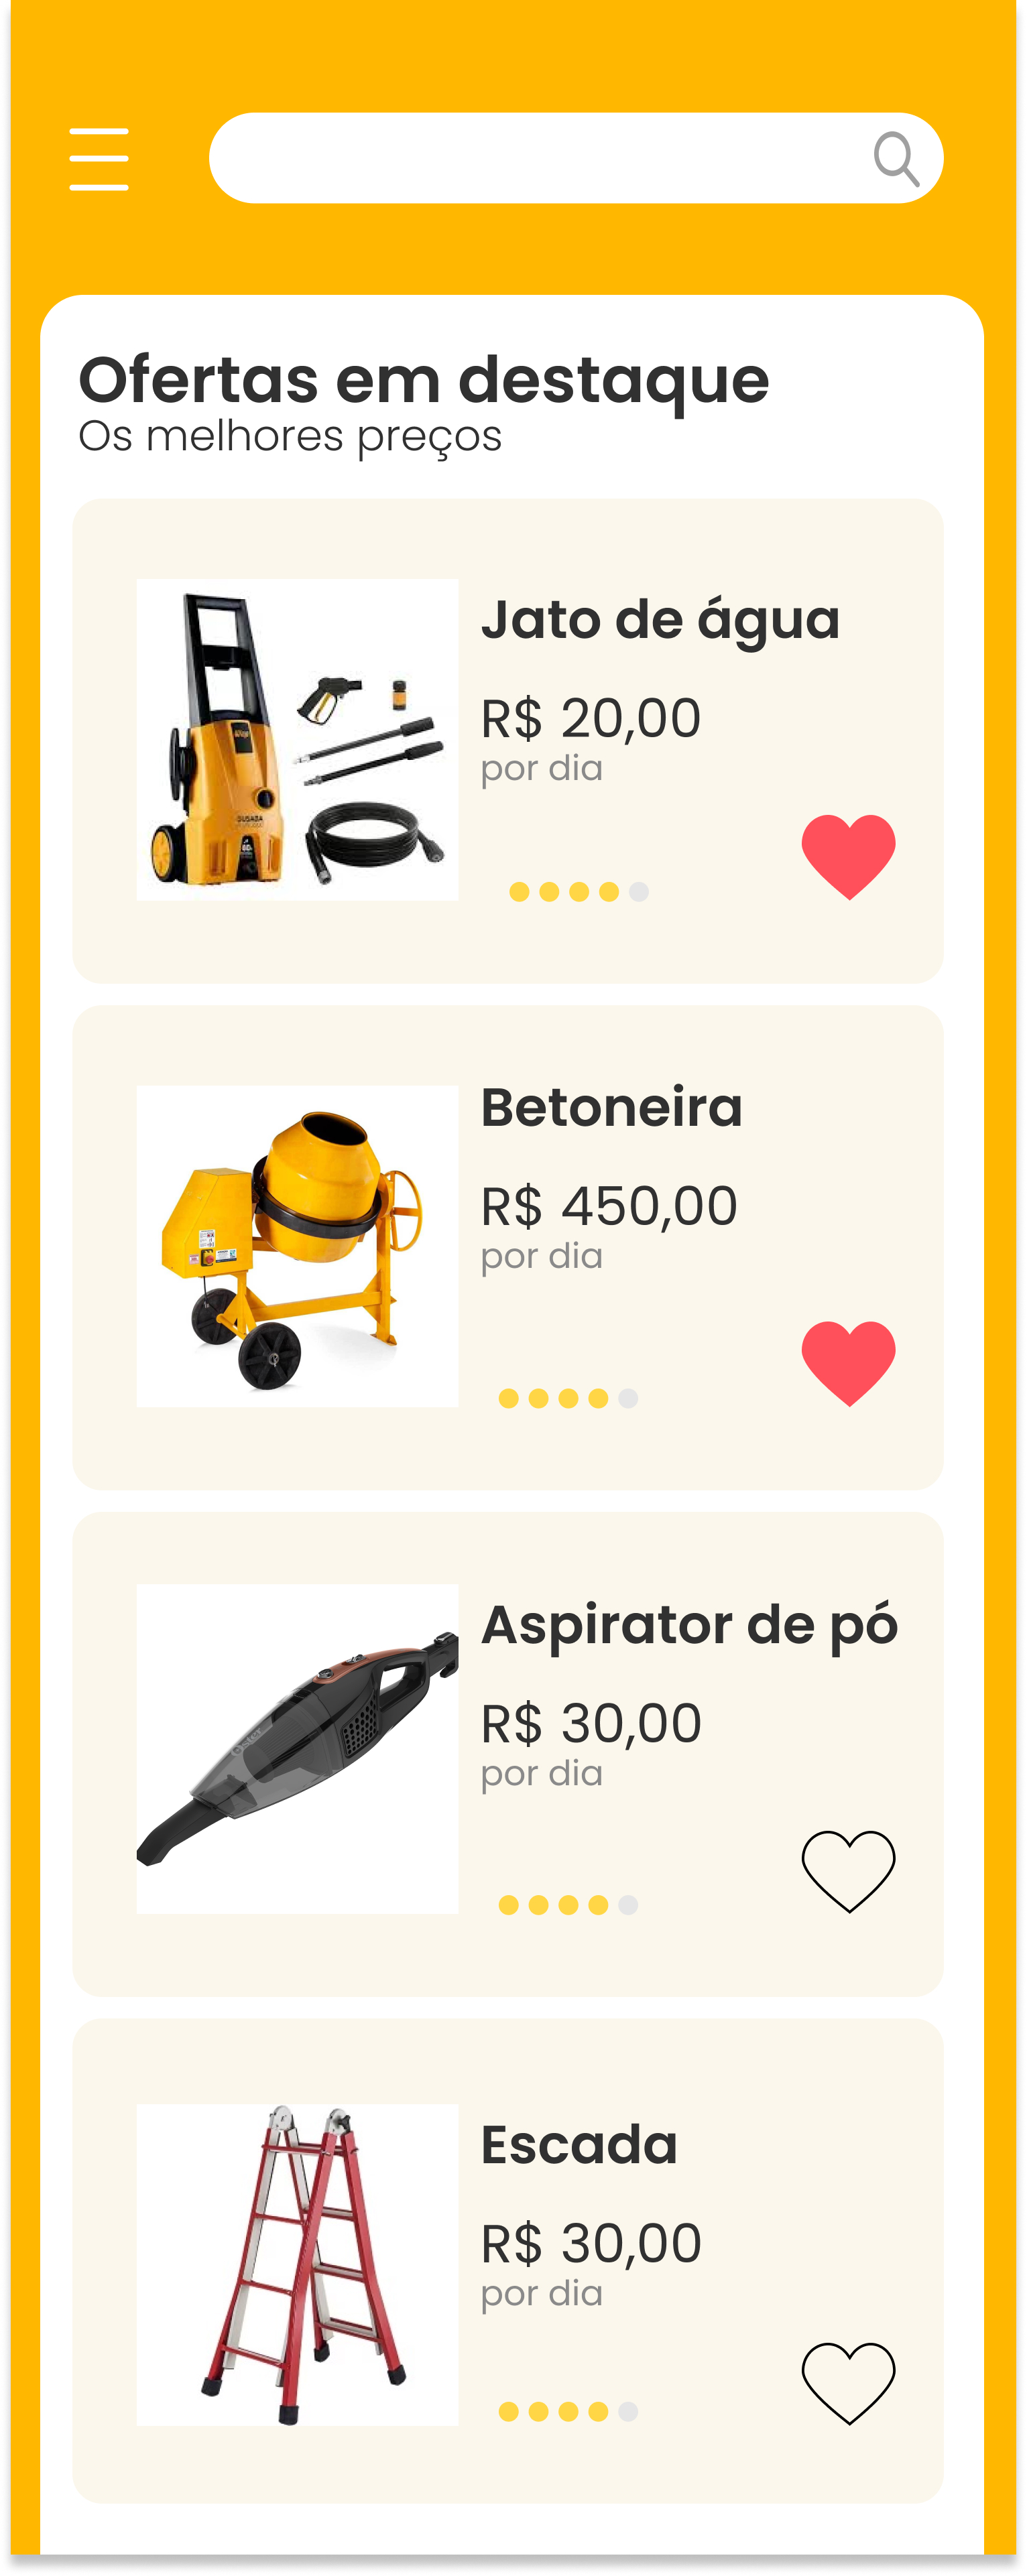 Ofertas em destaque
Os melhores preços
Jato de água
R$ 20,00
por dia
Betoneira
R$ 450,00
por dia
Aspirator de pó
R$ 30,00
por dia
Escada
R$ 30,00
por dia